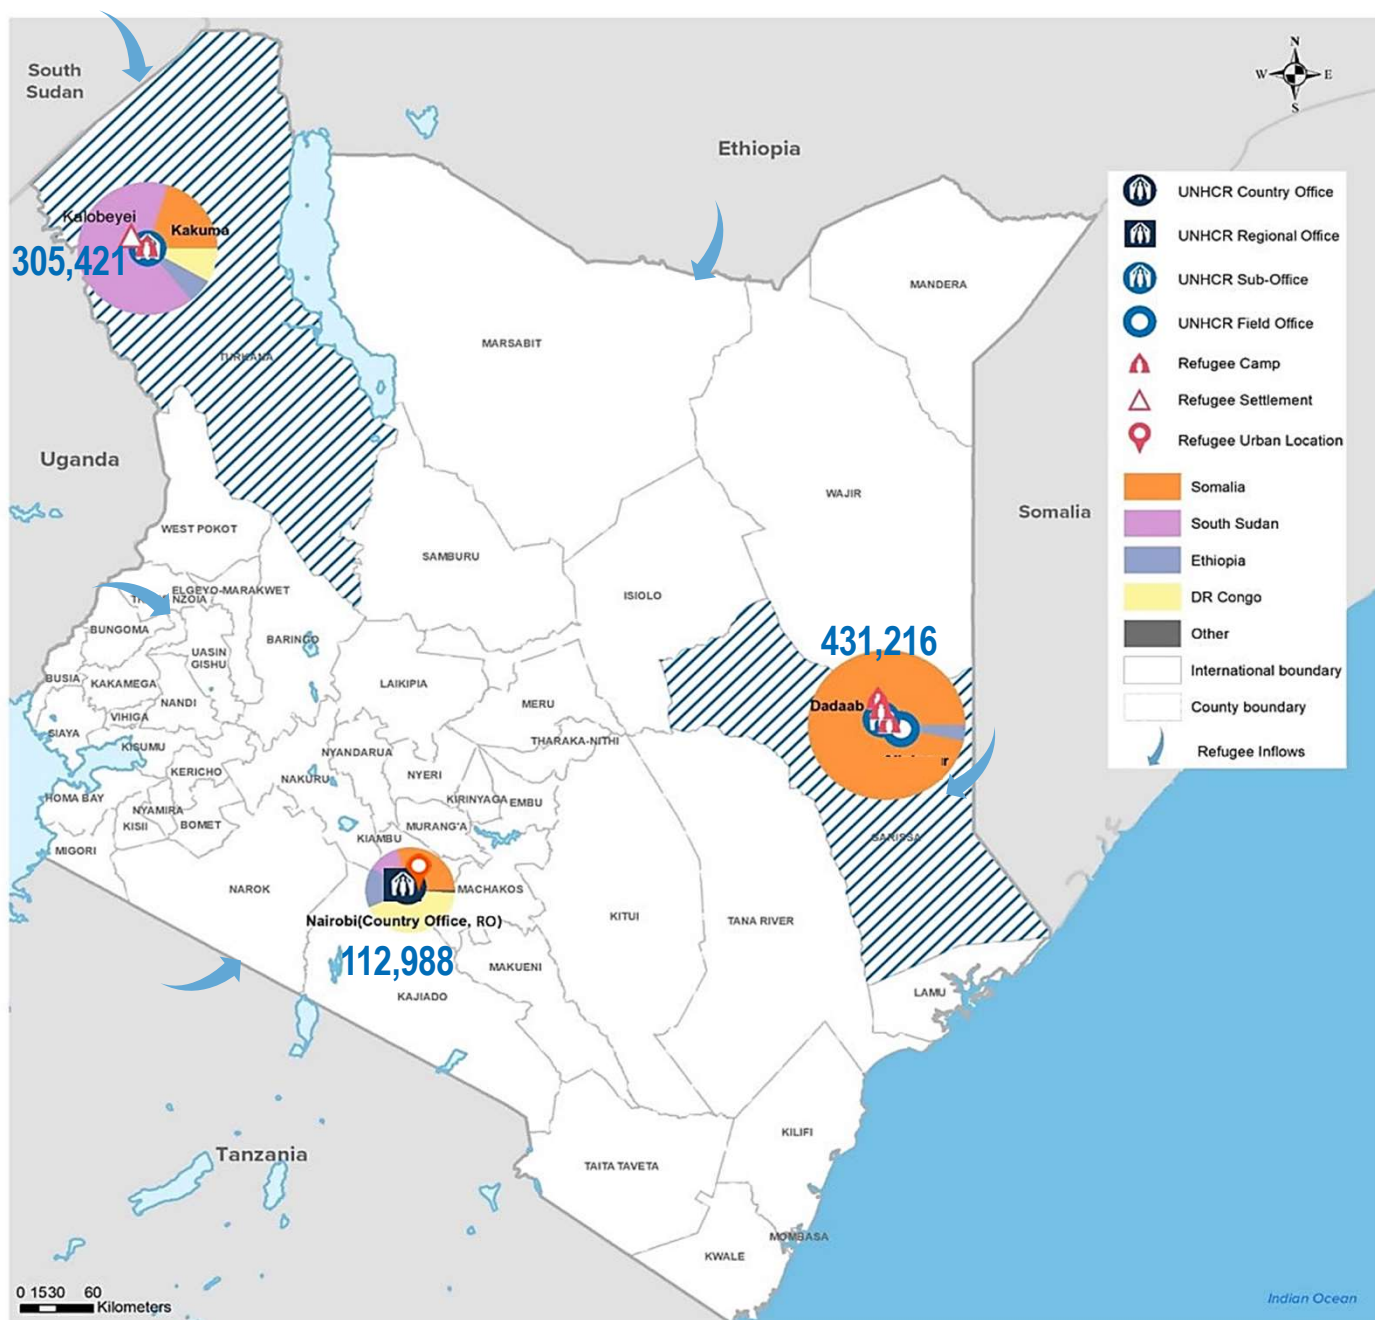 South
Sudan
N
W
E
S
Ethiopia
UNHCR Country Office
UNHCR Regional Office
UNHCR Sub-Office
UNHCR Field Office
Refugee Camp
Refugee Settlement
Refugee Urban Location
Somalia
South Sudan
Ethiopia
DR Congo
Other
International boundary
County boundary
Refugee Inflows
Kalobeyei
Kakuma
305,421
MANDERA
MARSABIT
TURKANA
Uganda
WAJIR
Somalia
WEST POKOT
SAMBURU
ELGEYO-MARAKWET
NZOIA
ISIOLO
BUNGOMA
BARINGO
UASIN
GISHU
431,216
BUSIA
KAKAMEGA
LAIKIPIA
NANDI
MERU
Dadaab
VIHIGA
SIAYA
KISUMU
NYANDARUA
THARAKA-NITHI
KERICHO
NAKURU
NYERI
HOMA BAY
NYAMIRA
KIRINYAGA
EMBU
KISII
BOMET
MURANG'A
KIAMBU
GARISSA
MIGORI
NAROK
MACHAKOS
Nairobi(Country Office, RO)
KITUI
TANA RIVER
112,988
MAKUENI
KAJIADO
LAMU
KILIFI
Tanzania
TAITA TAVETA
MOMBASA
KWALE
0 1530 60
Kilometers
Indian Ocean